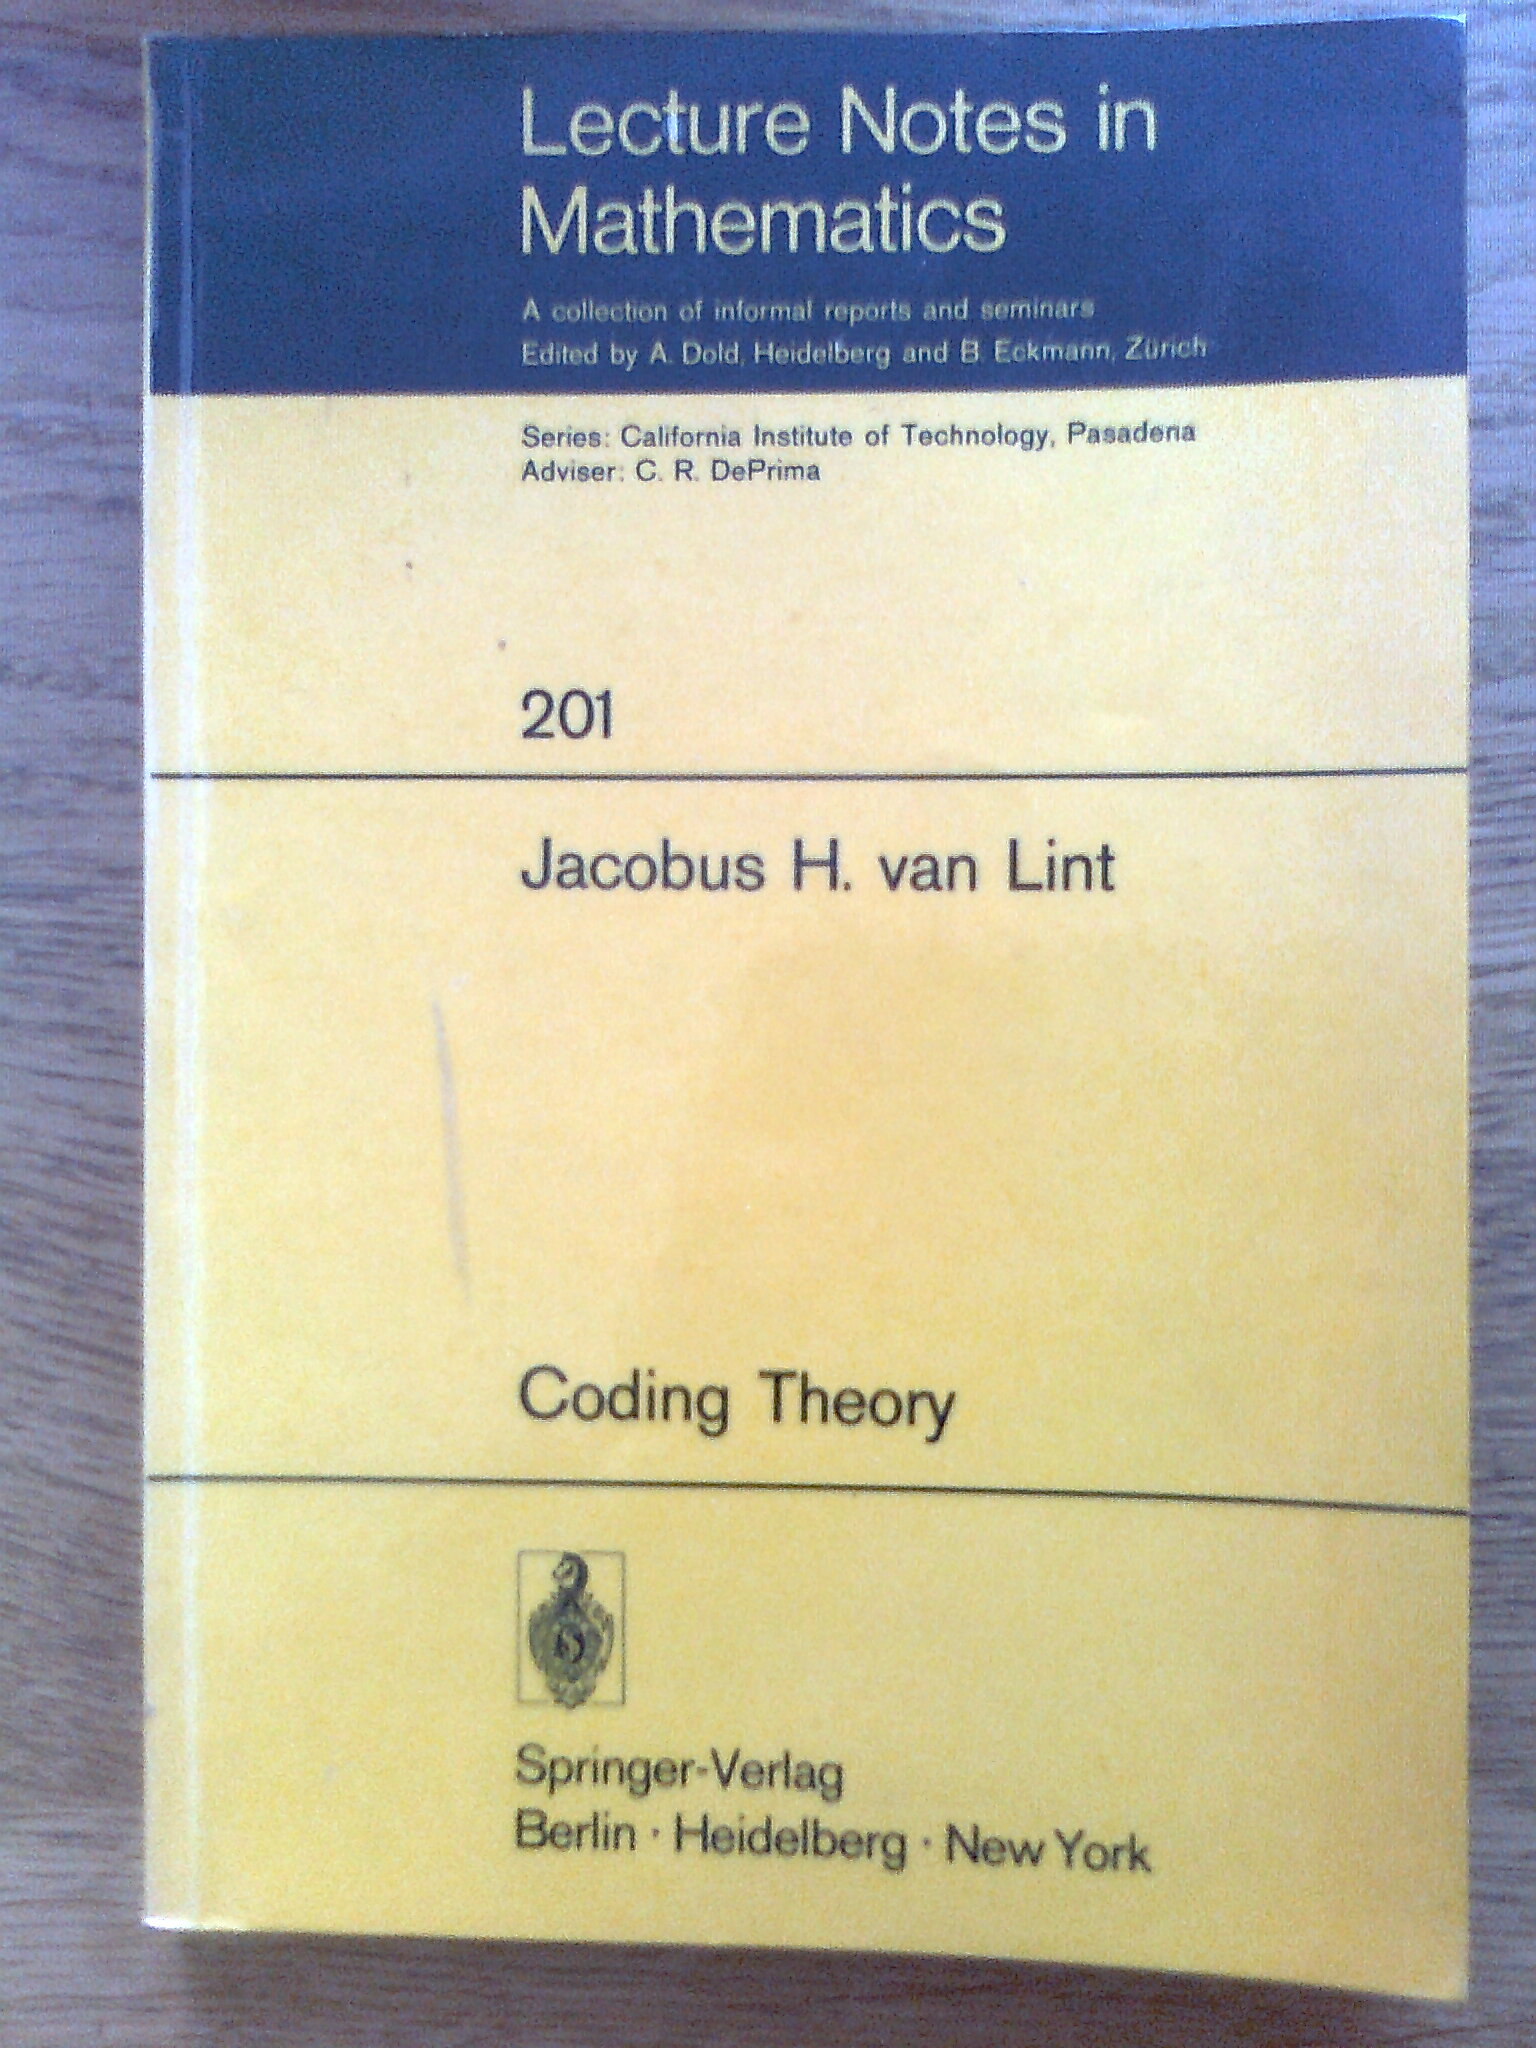 Lecture Notes in
Mathematics
A collection of informal reports and seminars
Edited by A. Dold, Heidelberg and B. Eckmann, Zürich
Series: California Institute of Technology, Pasadena
Adviser: C. R. DePrima
201
Jacobus H. van Lint
Coding Theory
Springer-Verlag
Berlin · Heidelberg · New York